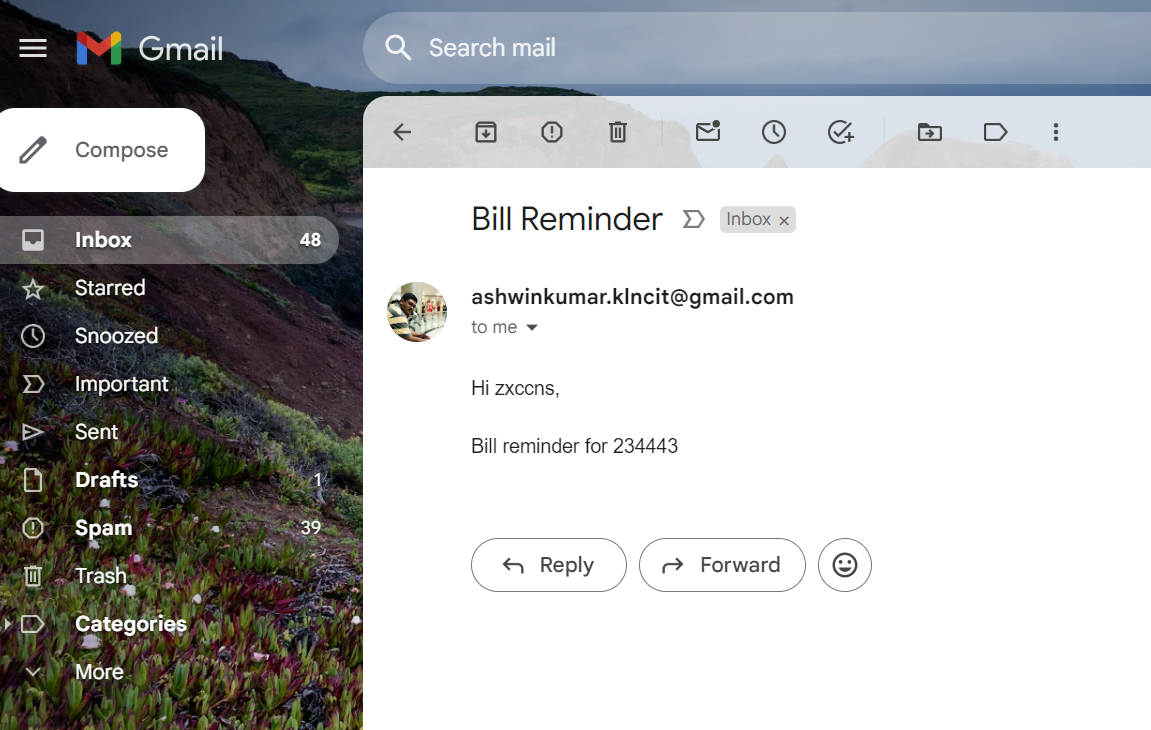 Gmail
Search mail
Compose
Inbox 48
Starred
Snoozed
Important
Sent
Drafts 1
Spam 39
Trash
Categories
More
Bill Reminder Inbox ×
ashwinkumar.klncit@gmail.com
to me
Hi zxccns,
Bill reminder for 234443
Reply Forward